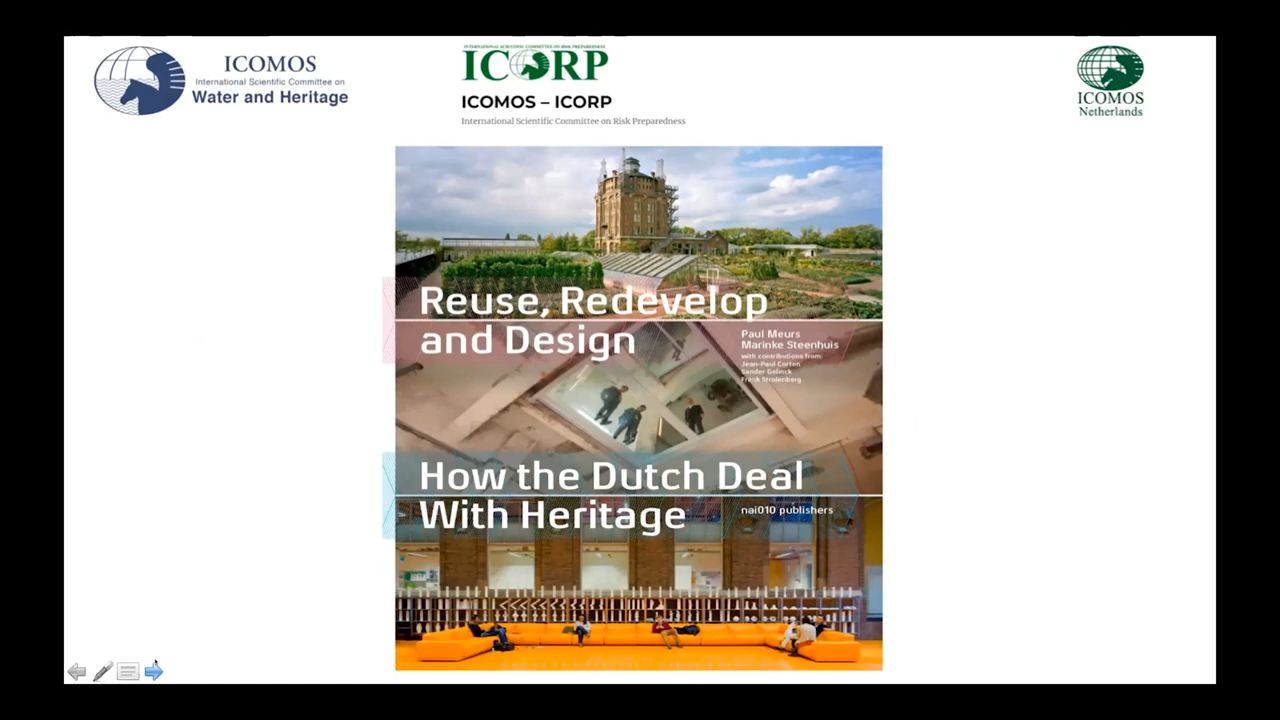 ICOMOS
International Scientific Committee on
Water and Heritage
INTERNATIONAL SCIENTIFIC COMMITTEE ON RISK PREPAREDNESS
ICORP
ICOMOS – ICORP
International Scientific Committee on Risk Preparedness
ICOMOS
Netherlands
Reuse, Redevelop
and Design
Paul Meurs
Marinke Steenhuis
with contributions from:
Jean-Paul Corten
Sander Gelinck
Frank Strolenberg
How the Dutch Deal
With Heritage
nai010 publishers